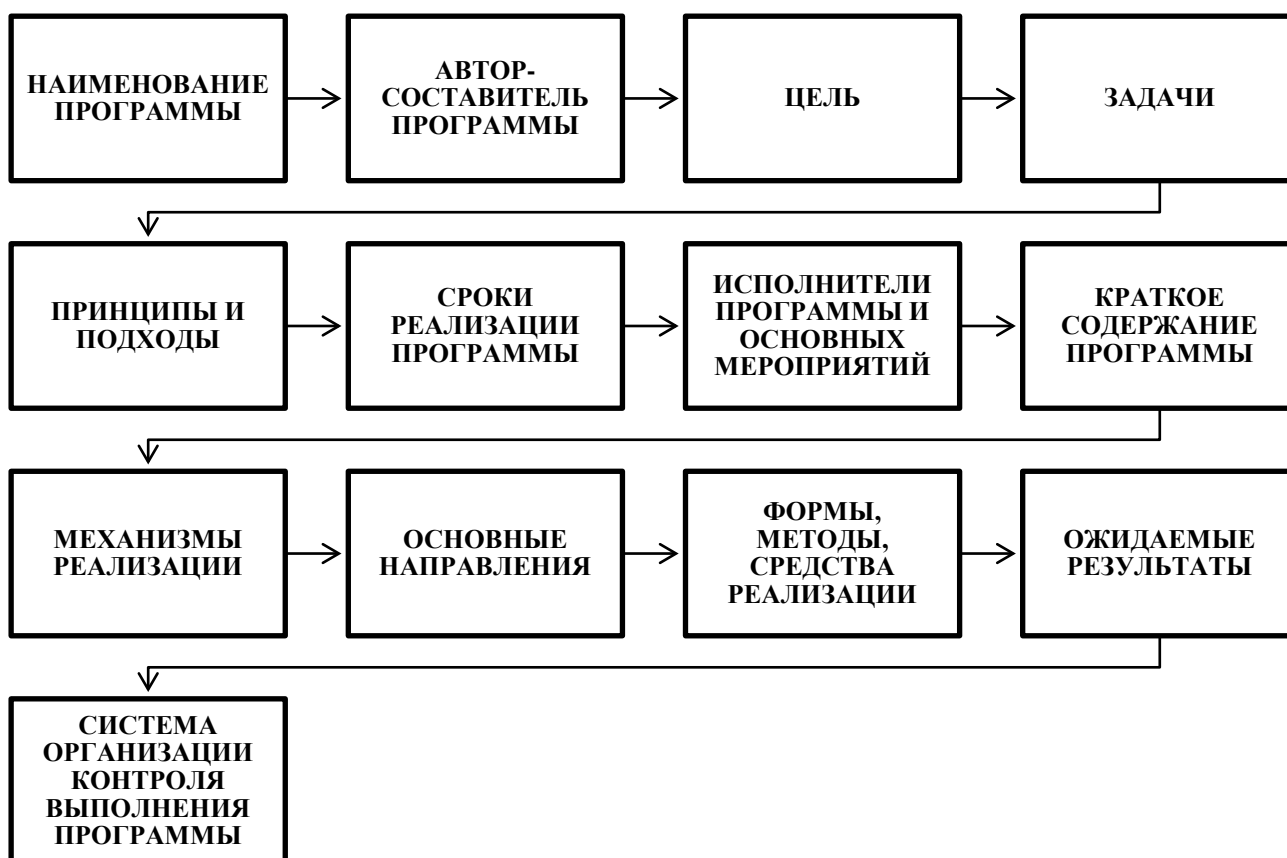 НАИМЕНОВАНИЕ
ПРОГРАММЫ
АВТОР-
СОСТАВИТЕЛЬ
ПРОГРАММЫ
ЦЕЛЬ
ЗАДАЧИ
ПРИНЦИПЫ И
ПОДХОДЫ
СРОКИ
РЕАЛИЗАЦИИ
ПРОГРАММЫ
ИСПОЛНИТЕЛИ
ПРОГРАММЫ И
ОСНОВНЫХ
МЕРОПРИЯТИЙ
КРАТКОЕ
СОДЕРЖАНИЕ
ПРОГРАММЫ
МЕХАНИЗМЫ
РЕАЛИЗАЦИИ
ОСНОВНЫЕ
НАПРАВЛЕНИЯ
ФОРМЫ,
МЕТОДЫ,
СРЕДСТВА
РЕАЛИЗАЦИИ
ОЖИДАЕМЫЕ
РЕЗУЛЬТАТЫ
СИСТЕМА
ОРГАНИЗАЦИИ
КОНТРОЛЯ
ВЫПОЛНЕНИЯ
ПРОГРАММЫ